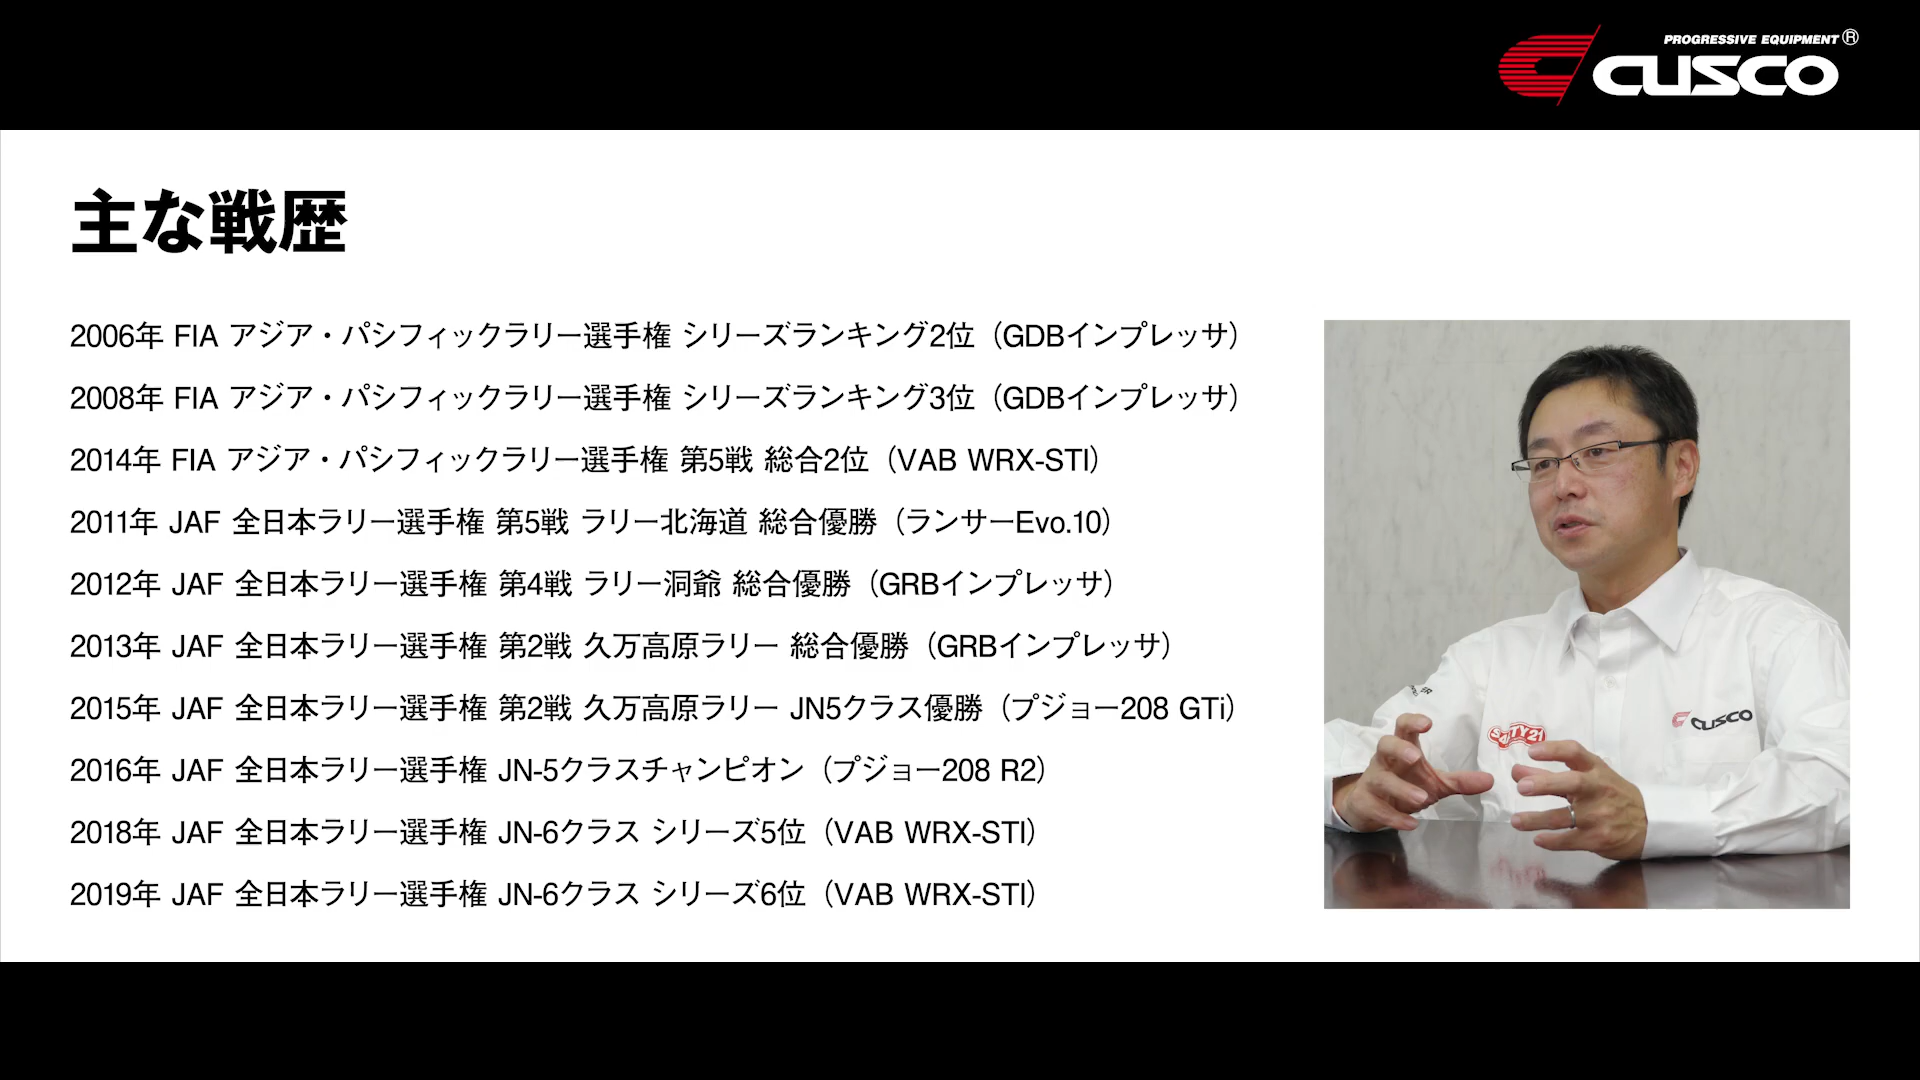 PROGRESSIVE EQUIPMENT®
CUSCO
主な戦歴
2006年 FIA アジア・パシフィックラリー選手権 シリーズランキング2位（GDBインプレッサ）
2008年 FIA アジア・パシフィックラリー選手権 シリーズランキング3位（GDBインプレッサ）
2014年 FIA アジア・パシフィックラリー選手権 第5戦 総合2位（VAB WRX-STI）
2011年 JAF 全日本ラリー選手権 第5戦 ラリー北海道 総合優勝（ランサーEvo.10）
2012年 JAF 全日本ラリー選手権 第4戦 ラリー洞爺 総合優勝（GRBインプレッサ）
2013年 JAF 全日本ラリー選手権 第2戦 久万高原ラリー 総合優勝（GRBインプレッサ）
2015年 JAF 全日本ラリー選手権 第2戦 久万高原ラリー JN5クラス優勝（プジョー208 GTi）
2016年 JAF 全日本ラリー選手権 JN-5クラスチャンピオン（プジョー208 R2）
2018年 JAF 全日本ラリー選手権 JN-6クラス シリーズ5位（VAB WRX-STI）
2019年 JAF 全日本ラリー選手権 JN-6クラス シリーズ6位（VAB WRX-STI）
CUSCO